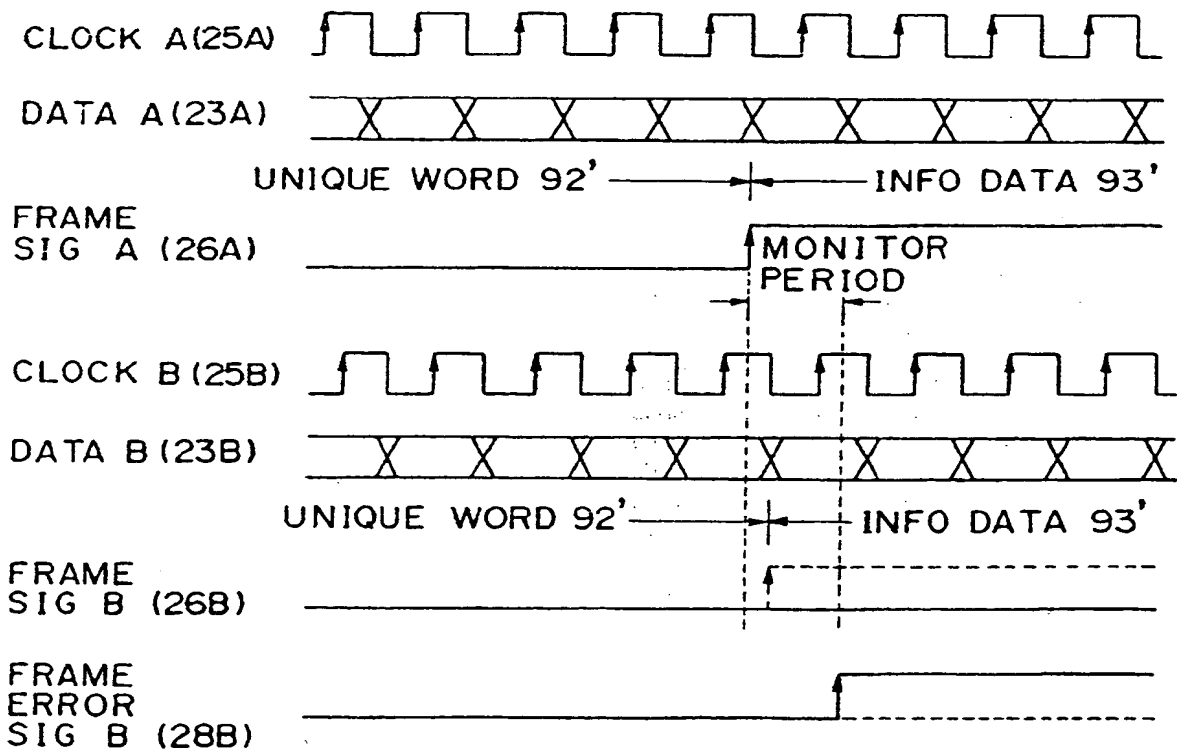 CLOCK A(25A)
DATA A(23A)
UNIQUE WORD 92'
INFO DATA 93'
FRAME
SIG A (26A)
MONITOR
PERIOD
CLOCK B(25B)
DATA B(23B)
UNIQUE WORD 92'
INFO DATA 93'
FRAME
SIG B (26B)
FRAME
ERROR
SIG B (28B)